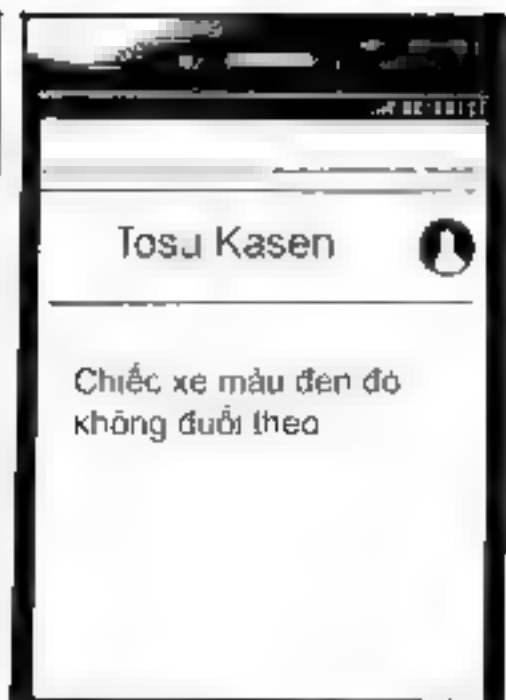 Tosu Kasen
Chiếc xe màu đen đó
không đuổi theo